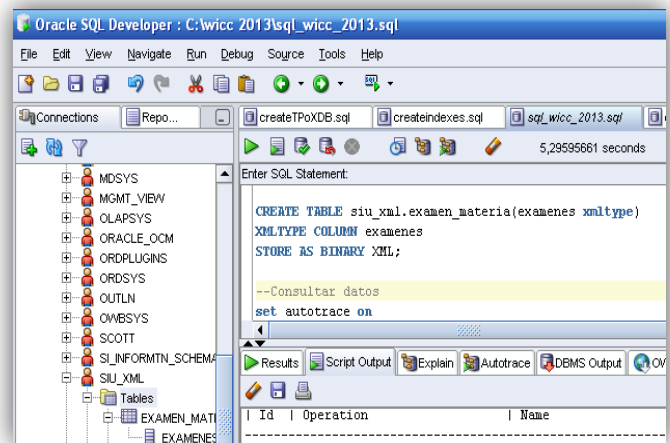 Oracle SQL Developer : C:\wicc 2013\sql_wicc_2013.sql
File Edit View Navigate Run Debug Source Tools Help
Connections
Repo...
createTPoXDB.sql
createindexes.sql
sql_wicc_2013.sql
5,29595661 seconds
Enter SQL Statement:
MDSYS
MGMT_VIEW
OLAPSYS
ORACLE_OCM
ORDPLUGINS
ORDSYS
OUTLN
OWBSYS
SCOTT
SI_INFORMTN_SCHEMA
SIU_XML
Tables
EXAMEN_MATI
EXAMENES
CREATE TABLE siu_xml.examen_materia(examenes xmltype)
XMLTYPE COLUMN examenes
STORE AS BINARY XML;
--Consultar datos
set autotrace on
Results
Script Output
Explain
Autotrace
DBMS Output
OW
| Id | Operation | Name